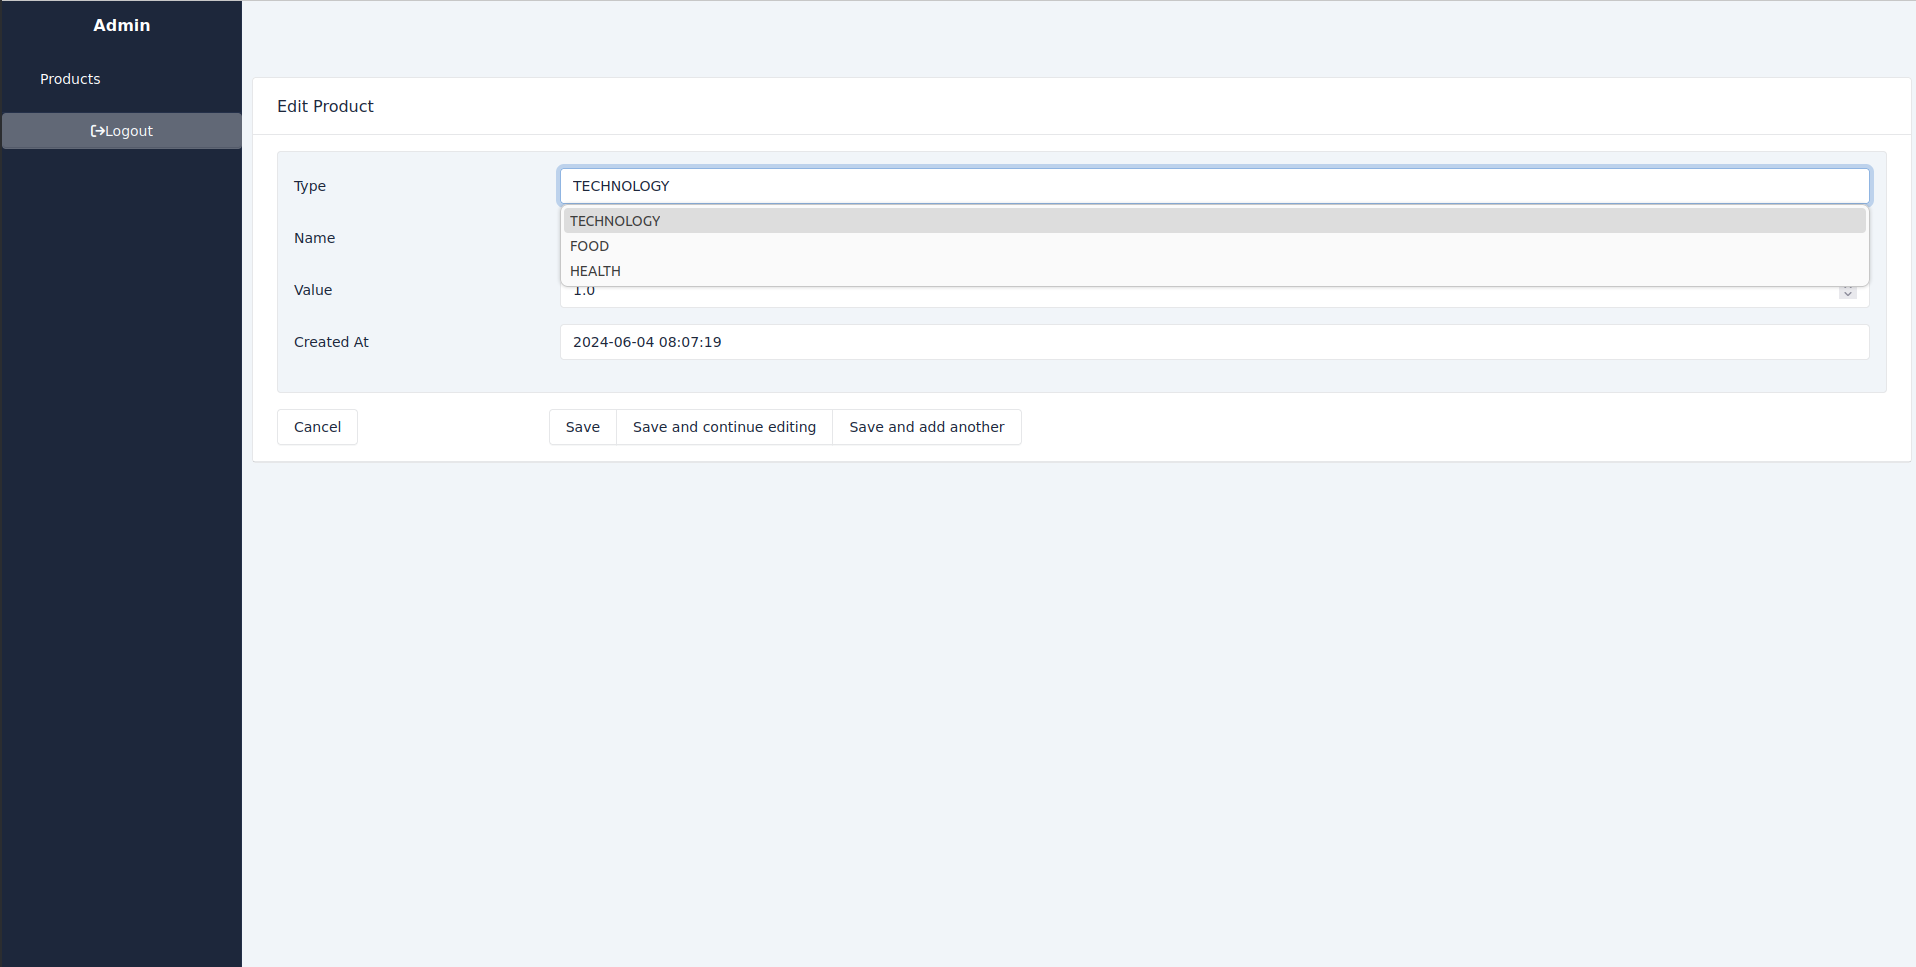 Admin
Products
Logout
Edit Product
Type
TECHNOLOGY
TECHNOLOGY
FOOD
HEALTH
Name
Value
1.0
Created At
2024-06-04 08:07:19
Cancel
Save
Save and continue editing
Save and add another